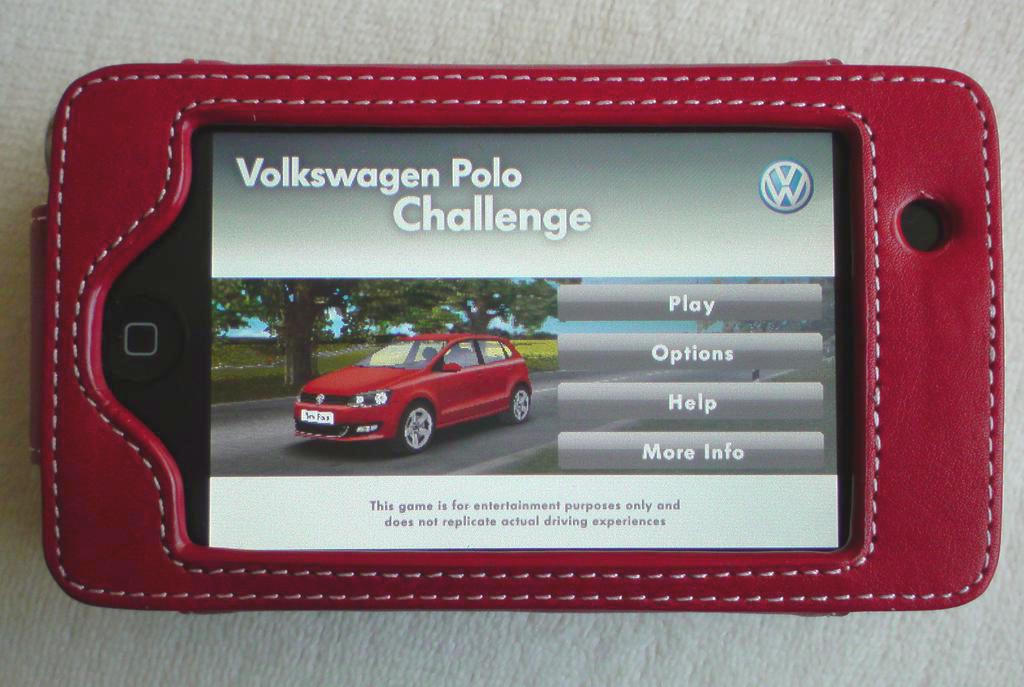 Volkswagen Polo
Challenge
Play
Options
Help
More Info
This game is for entertainment purposes only and
does not replicate actual driving experiences